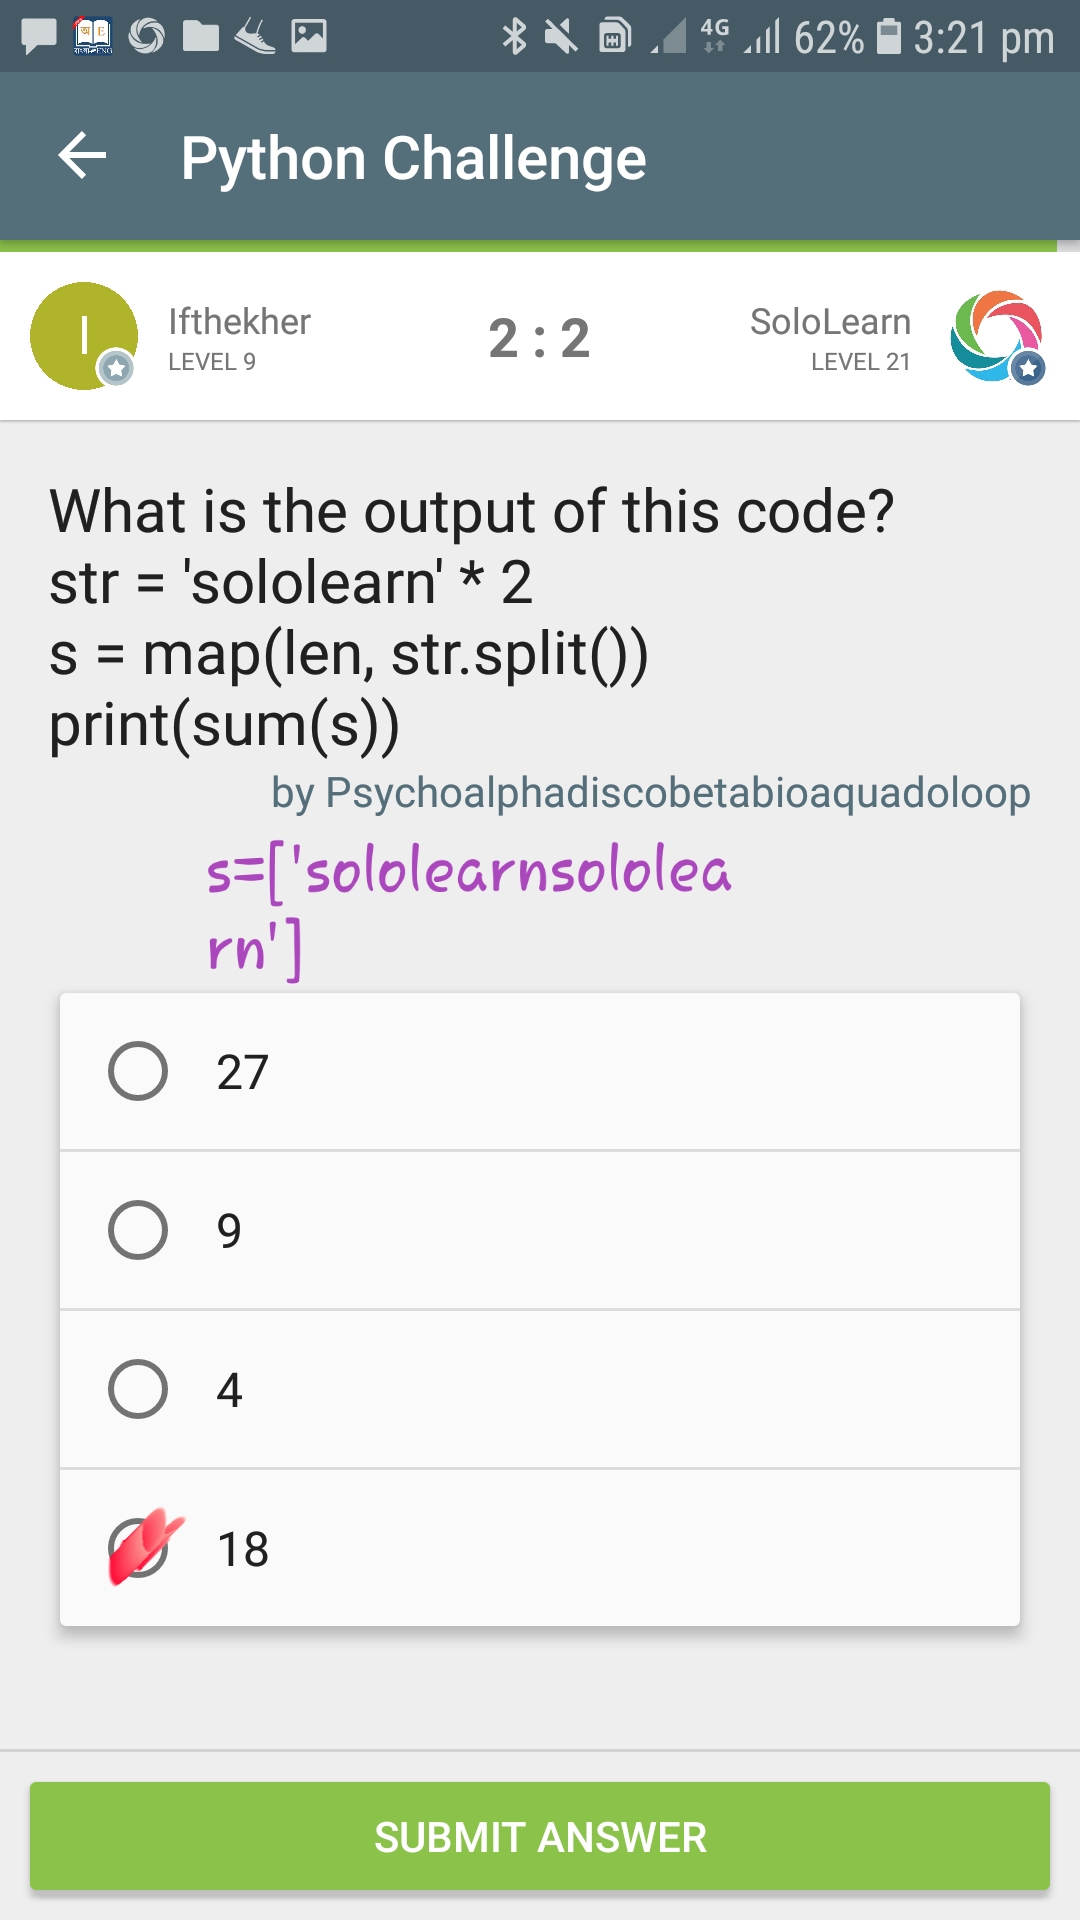 4G 62% 3:21 pm
Python Challenge
I Ifthekher 2 : 2 SoloLearn
LEVEL 9 LEVEL 21
What is the output of this code?
str = 'sololearn' * 2
s = map(len, str.split())
print(sum(s))
by Psychoalphadiscobetabioaquadoloop
s=['sololearnsololea
rn']
27
9
4
18
SUBMIT ANSWER